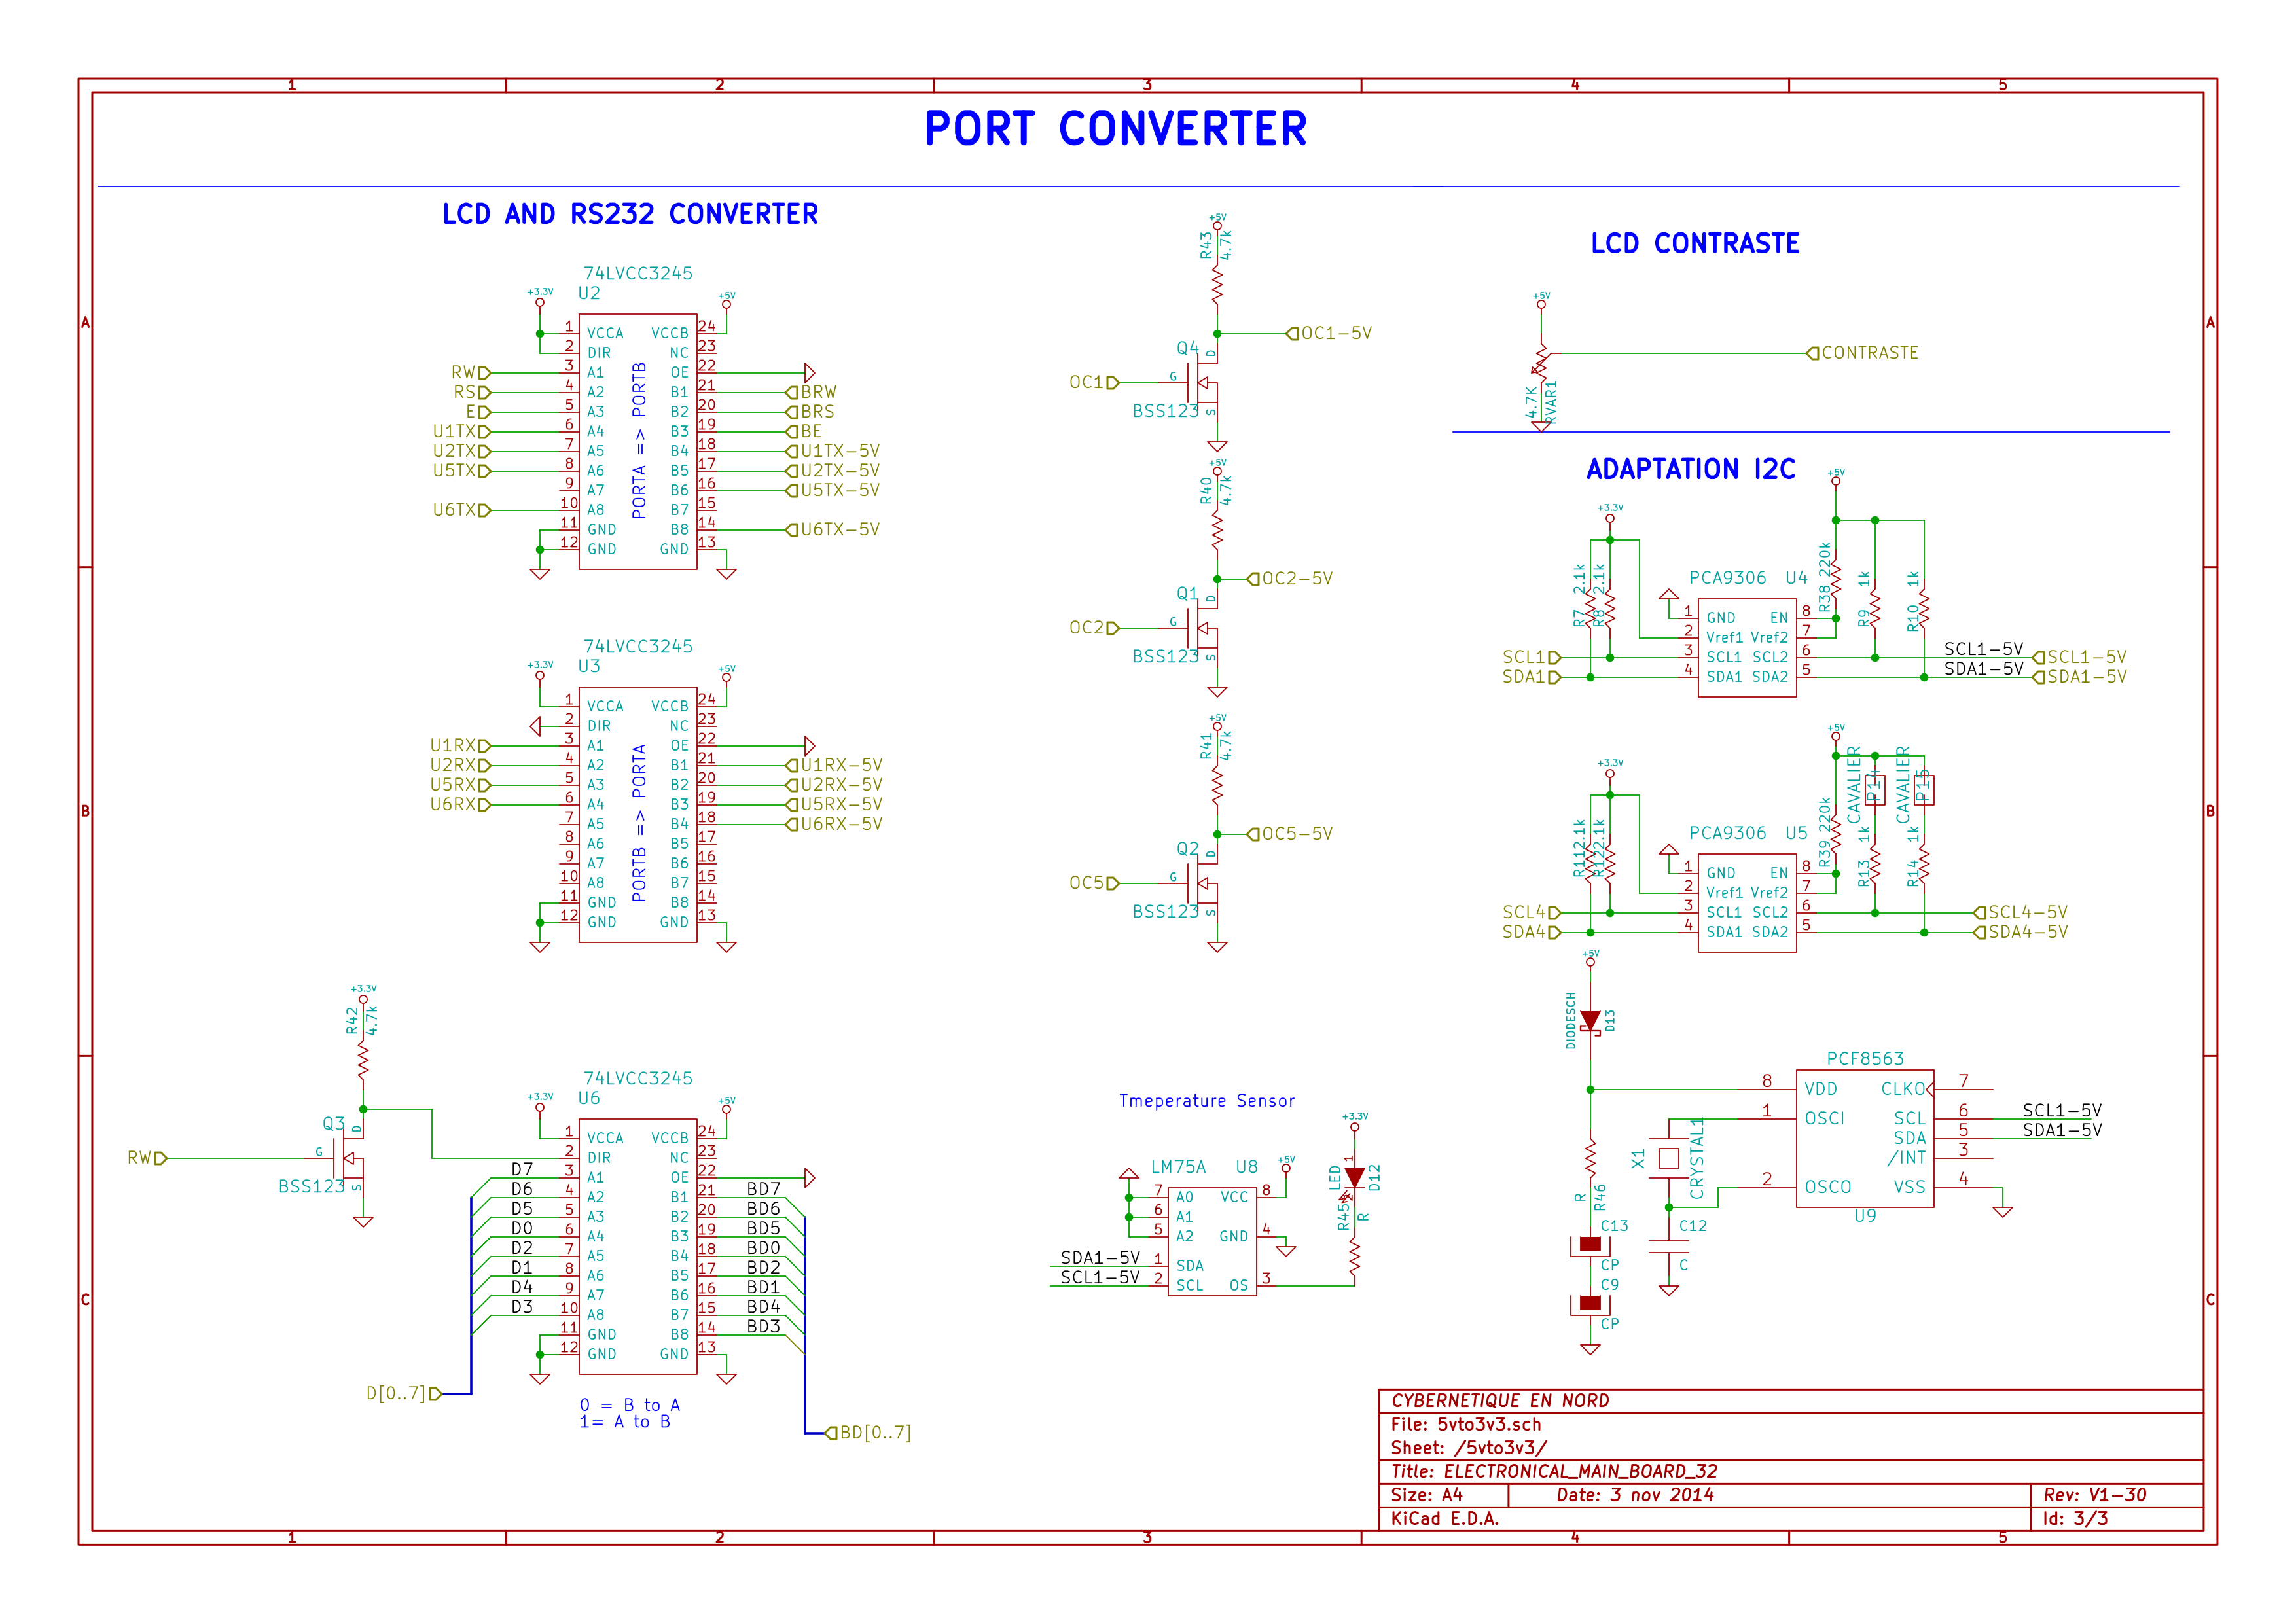 1 2 3 4 5
PORT CONVERTER
LCD AND RS232 CONVERTER
74LVCC3245
U2
+3.3V
+5V
1 VCCA VCCB 24
2 DIR NC 23
RW 3 A1 OE 22
RS 4 A2 B1 21 BRW
E 5 A3 B2 20 BRS
U1TX 6 A4 B3 19 BE
U2TX 7 A5 B4 18 U1TX-5V
U5TX 8 A6 B5 17 U2TX-5V
9 A7 B6 16 U5TX-5V
U6TX 10 A8 B7 15
11 GND B8 14 U6TX-5V
12 GND GND 13
PORTA => PORTB
74LVCC3245
U3
+3.3V
+5V
1 VCCA VCCB 24
2 DIR NC 23
U1RX 3 A1 OE 22
U2RX 4 A2 B1 21 U1RX-5V
U5RX 5 A3 B2 20 U2RX-5V
U6RX 6 A4 B3 19 U5RX-5V
7 A5 B4 18 U6RX-5V
8 A6 B5 17
9 A7 B6 16
10 A8 B7 15
11 GND B8 14
12 GND GND 13
PORTB => PORTA
+3.3V
R42
4.7k
Q3
D
G
S
RW
BSS123
74LVCC3245
U6
+3.3V
+5V
1 VCCA VCCB 24
2 DIR NC 23
D7 3 A1 OE 22
D6 4 A2 B1 21 BD7
D5 5 A3 B2 20 BD6
D0 6 A4 B3 19 BD5
D2 7 A5 B4 18 BD0
D1 8 A6 B5 17 BD2
D4 9 A7 B6 16 BD1
D3 10 A8 B7 15 BD4
11 GND B8 14 BD3
12 GND GND 13
D[0..7]
0 = B to A
1= A to B
BD[0..7]
+5V
R43
4.7k
OC1-5V
Q4
D
G
S
OC1
BSS123
+5V
R40
4.7k
OC2-5V
Q1
D
G
S
OC2
BSS123
+5V
R41
4.7k
OC5-5V
Q2
D
G
S
OC5
BSS123
Tmeperature Sensor
LM75A U8
+5V
7 A0 VCC 8
6 A1
5 A2 GND 4
SDA1-5V 1 SDA
SCL1-5V 2 SCL OS 3
+3.3V
1
LED
D12
2
R45
R
LCD CONTRASTE
+5V
CONTRASTE
4.7K
RVAR1
ADAPTATION I2C
+3.3V
+5V
R7 2.1k
R8 2.1k
PCA9306 U4
R38 220k
R9 1k
R10 1k
1 GND EN 8
2 Vref1 Vref2 7
SCL1 3 SCL1 SCL2 6 SCL1-5V SCL1-5V
SDA1 4 SDA1 SDA2 5 SDA1-5V SDA1-5V
+3.3V
+5V
CAVALIER
P14
CAVALIER
P15
R11 2.1k
R12 2.1k
PCA9306 U5
R39 220k
R13 1k
R14 1k
1 GND EN 8
2 Vref1 Vref2 7
SCL4 3 SCL1 SCL2 6 SCL4-5V
SDA4 4 SDA1 SDA2 5 SDA4-5V
+5V
DIODESCH
D13
PCF8563
8 VDD CLKO 7
1 OSCI SCL 6 SCL1-5V
SDA 5 SDA1-5V
/INT 3
2 OSCO VSS 4
U9
X1
CRYSTAL1
R
R46
C13
CP
C9
CP
C12
C
CYBERNETIQUE EN NORD
File: 5vto3v3.sch
Sheet: /5vto3v3/
Title: ELECTRONICAL_MAIN_BOARD_32
Size: A4 Date: 3 nov 2014 Rev: V1-30
KiCad E.D.A. Id: 3/3
A A
B B
C C
1 2 3 4 5